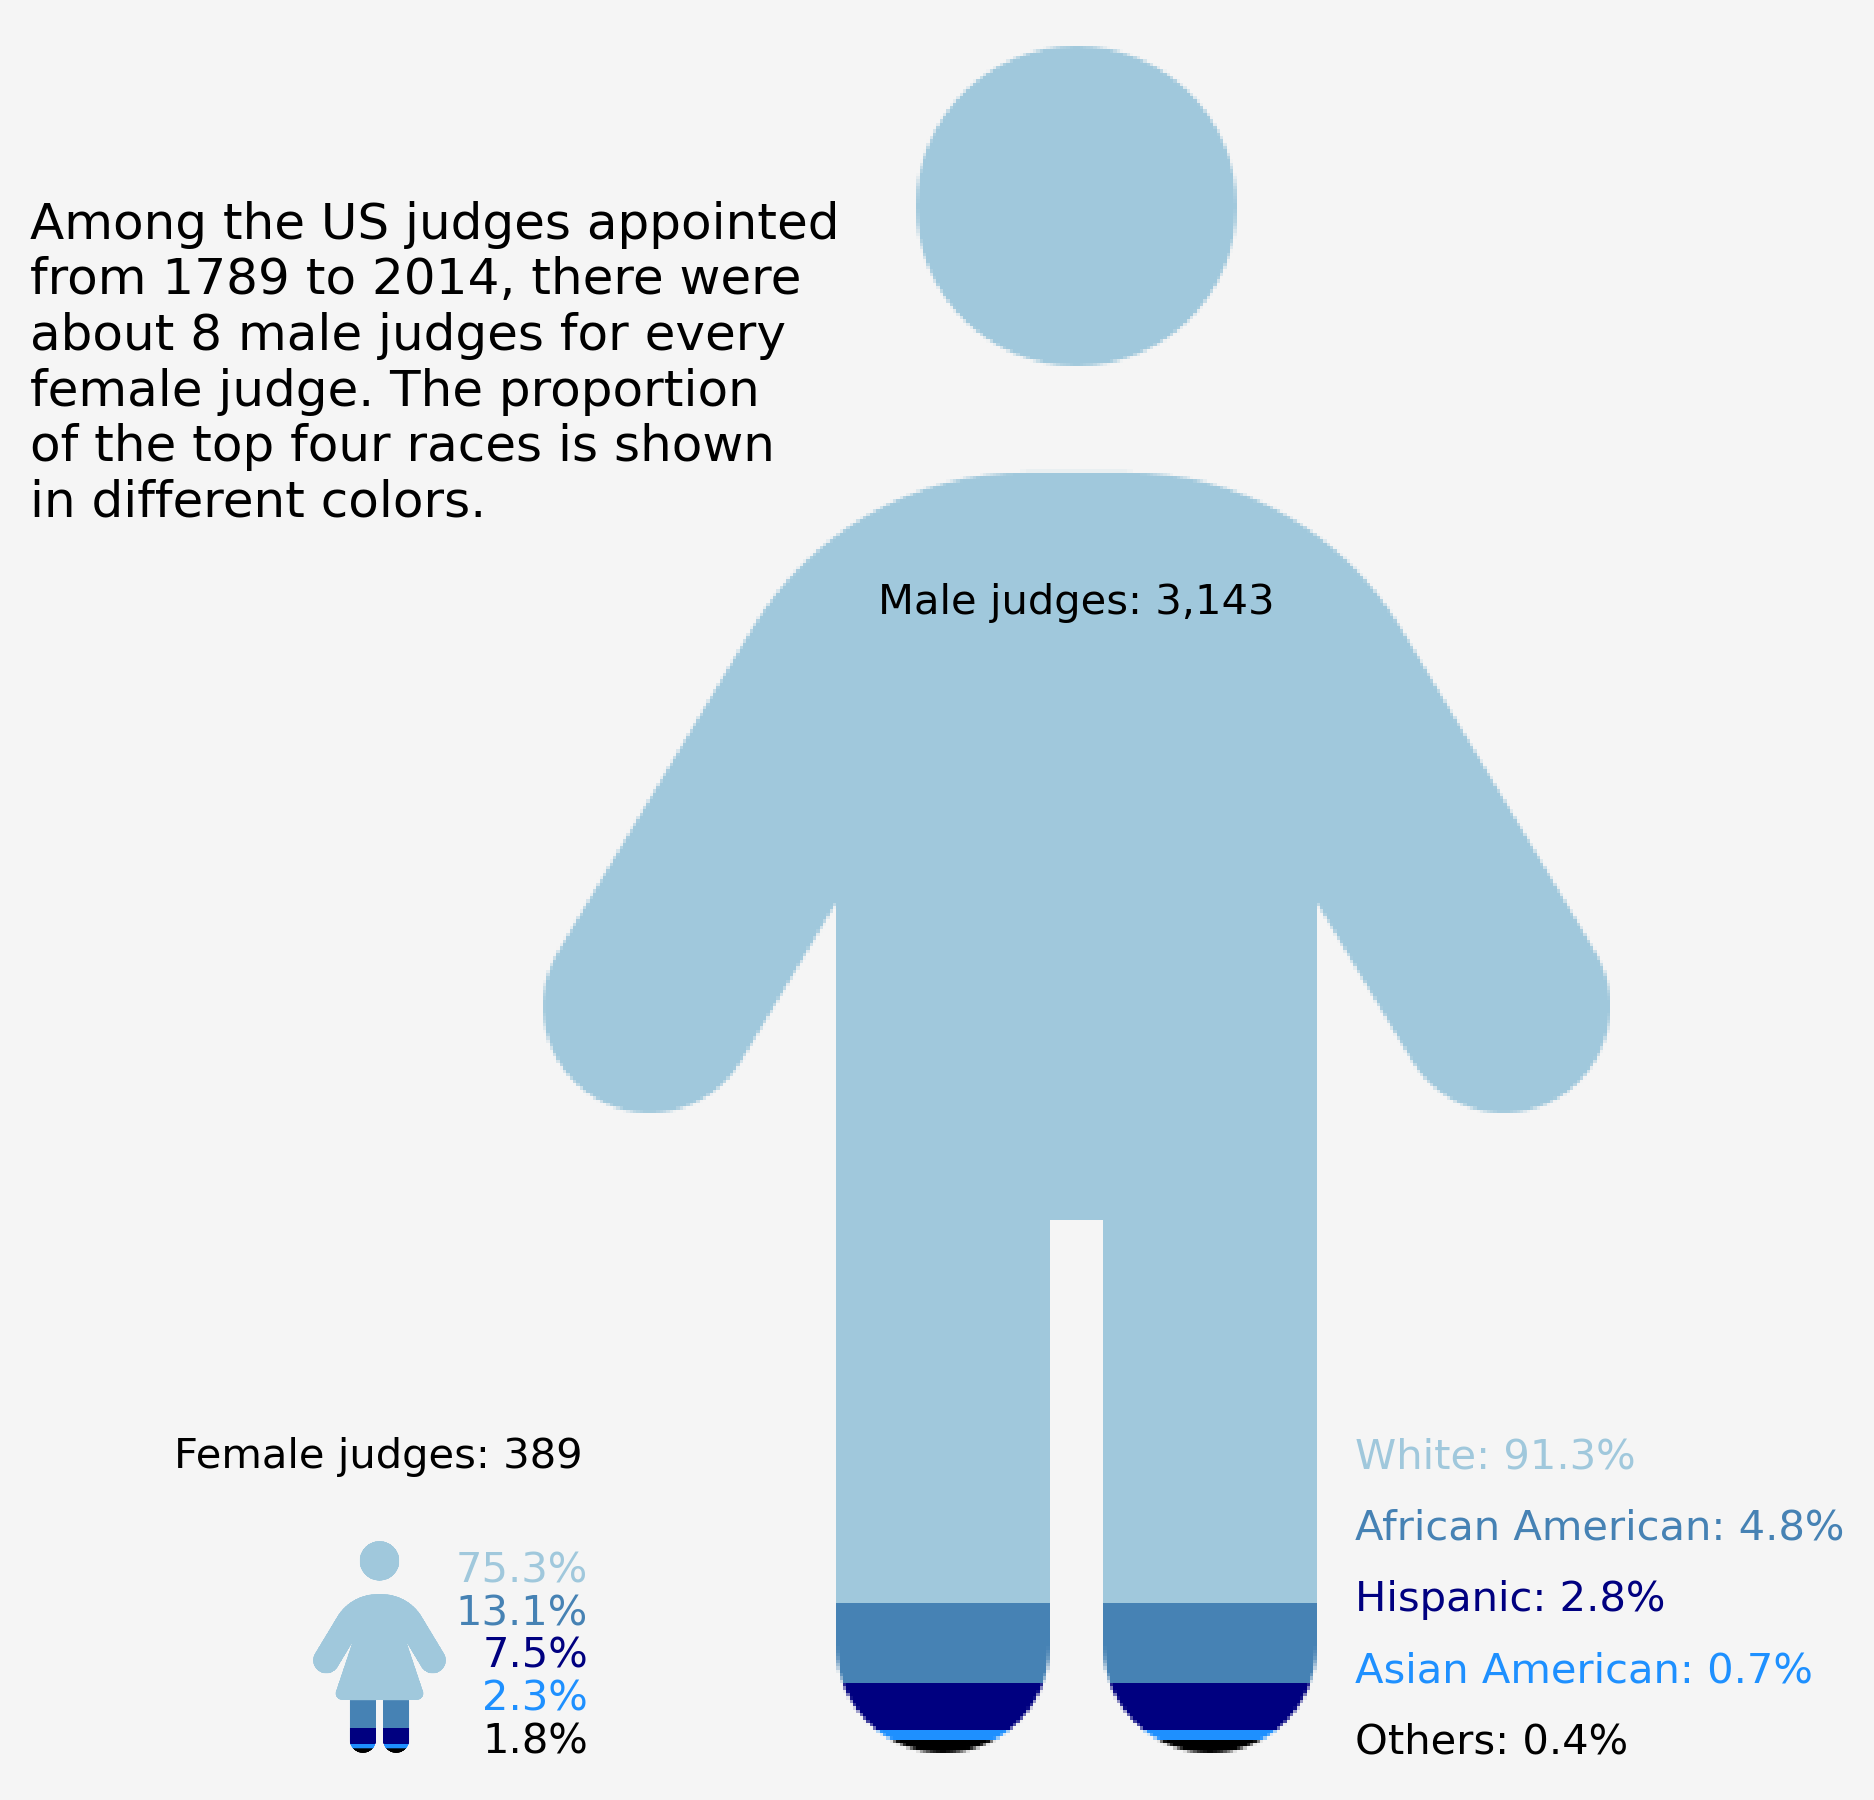 Among the US judges appointed
from 1789 to 2014, there were
about 8 male judges for every
female judge. The proportion
of the top four races is shown
in different colors.
Male judges: 3,143
Female judges: 389
75.3%
13.1%
7.5%
2.3%
1.8%
White: 91.3%
African American: 4.8%
Hispanic: 2.8%
Asian American: 0.7%
Others: 0.4%